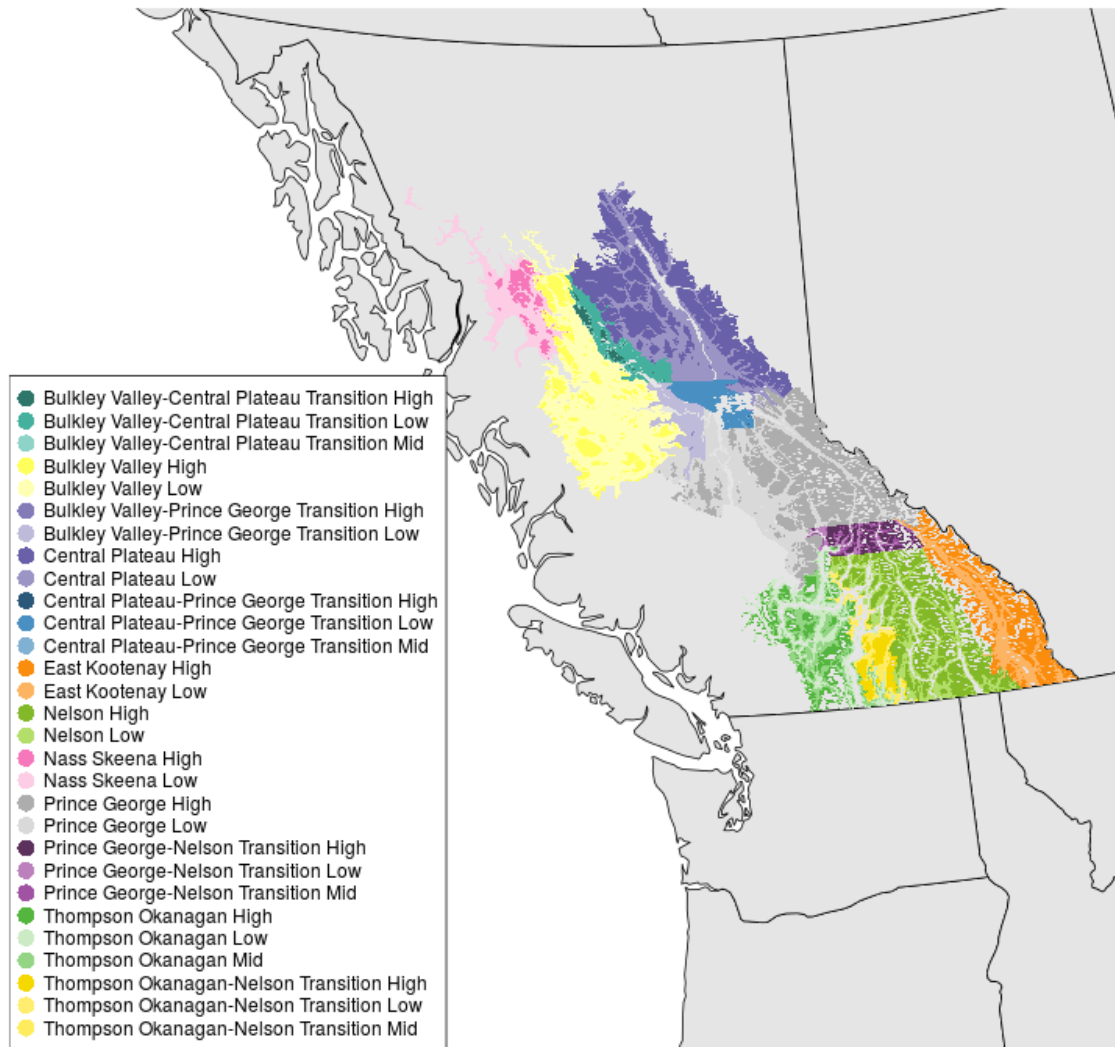 Bulkley Valley-Central Plateau Transition High
Bulkley Valley-Central Plateau Transition Low
Bulkley Valley-Central Plateau Transition Mid
Bulkley Valley High
Bulkley Valley Low
Bulkley Valley-Prince George Transition High
Bulkley Valley-Prince George Transition Low
Central Plateau High
Central Plateau Low
Central Plateau-Prince George Transition High
Central Plateau-Prince George Transition Low
Central Plateau-Prince George Transition Mid
East Kootenay High
East Kootenay Low
Nelson High
Nelson Low
Nass Skeena High
Nass Skeena Low
Prince George High
Prince George Low
Prince George-Nelson Transition High
Prince George-Nelson Transition Low
Prince George-Nelson Transition Mid
Thompson Okanagan High
Thompson Okanagan Low
Thompson Okanagan Mid
Thompson Okanagan-Nelson Transition High
Thompson Okanagan-Nelson Transition Low
Thompson Okanagan-Nelson Transition Mid